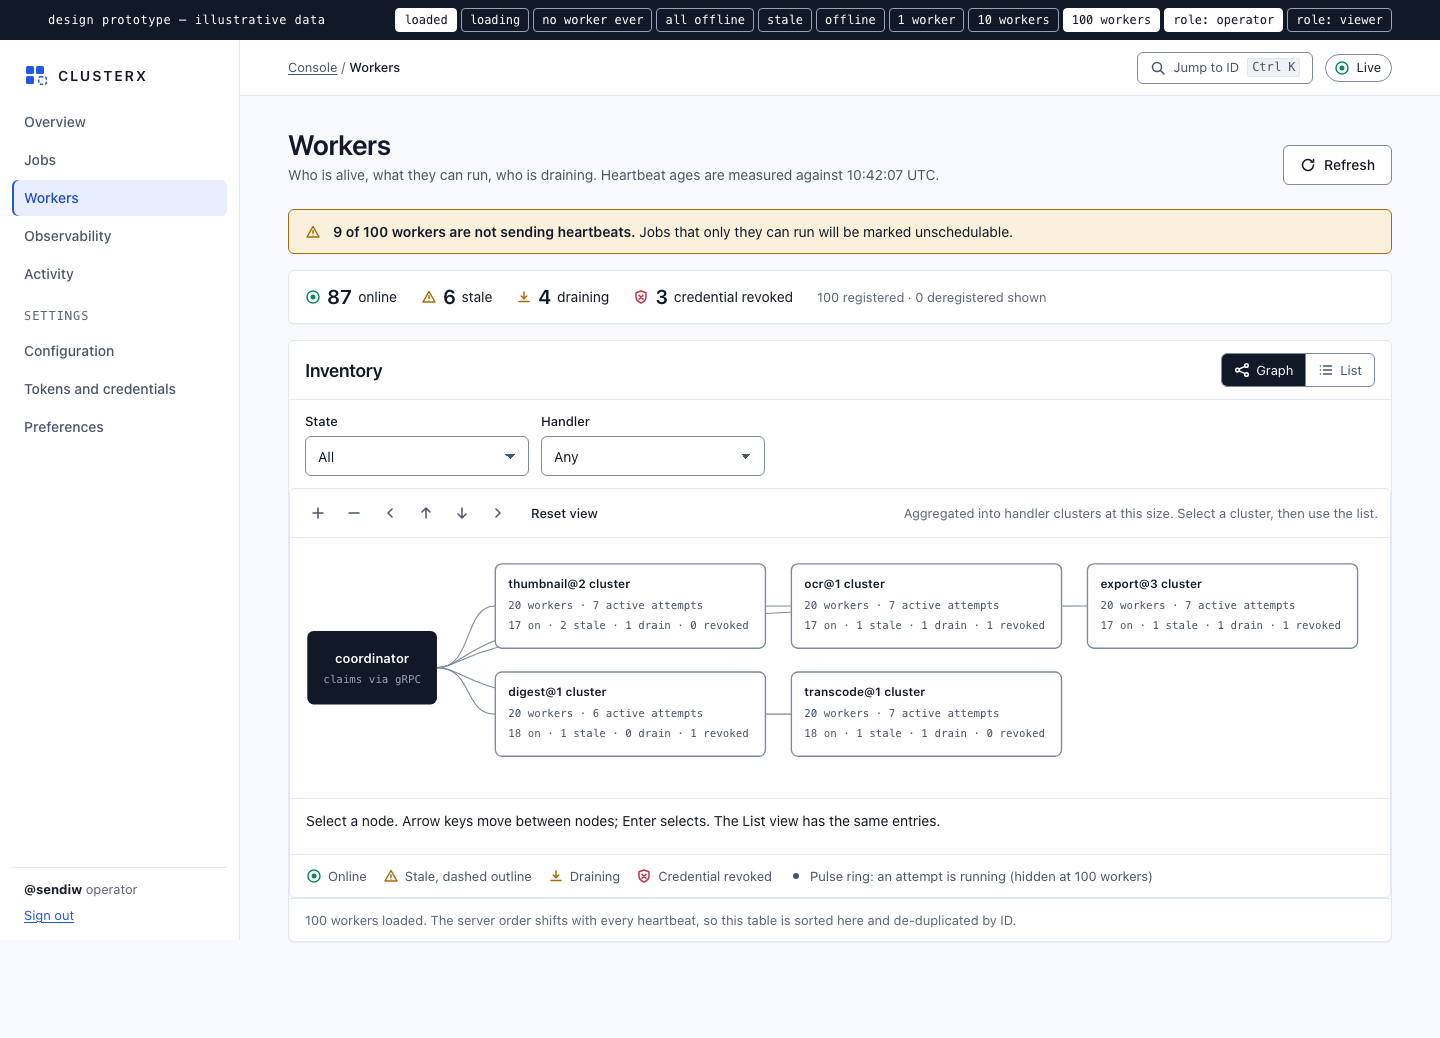 design prototype — illustrative data
loaded
loading
no worker ever
all offline
stale
offline
1 worker
10 workers
100 workers
role: operator
role: viewer
CLUSTERX
Overview
Jobs
Workers
Observability
Activity
SETTINGS
Configuration
Tokens and credentials
Preferences
@sendiw operator
Sign out
Console / Workers
Jump to ID Ctrl K
Live
Workers
Who is alive, what they can run, who is draining. Heartbeat ages are measured against 10:42:07 UTC.
Refresh
9 of 100 workers are not sending heartbeats. Jobs that only they can run will be marked unschedulable.
87 online
6 stale
4 draining
3 credential revoked
100 registered · 0 deregistered shown
Inventory
Graph
List
State
All
Handler
Any
Reset view
Aggregated into handler clusters at this size. Select a cluster, then use the list.
coordinator
claims via gRPC
thumbnail@2 cluster
20 workers · 7 active attempts
17 on · 2 stale · 1 drain · 0 revoked
ocr@1 cluster
20 workers · 7 active attempts
17 on · 1 stale · 1 drain · 1 revoked
export@3 cluster
20 workers · 7 active attempts
17 on · 1 stale · 1 drain · 1 revoked
digest@1 cluster
20 workers · 6 active attempts
18 on · 1 stale · 0 drain · 1 revoked
transcode@1 cluster
20 workers · 7 active attempts
18 on · 1 stale · 1 drain · 0 revoked
Select a node. Arrow keys move between nodes; Enter selects. The List view has the same entries.
Online
Stale, dashed outline
Draining
Credential revoked
Pulse ring: an attempt is running (hidden at 100 workers)
100 workers loaded. The server order shifts with every heartbeat, so this table is sorted here and de-duplicated by ID.